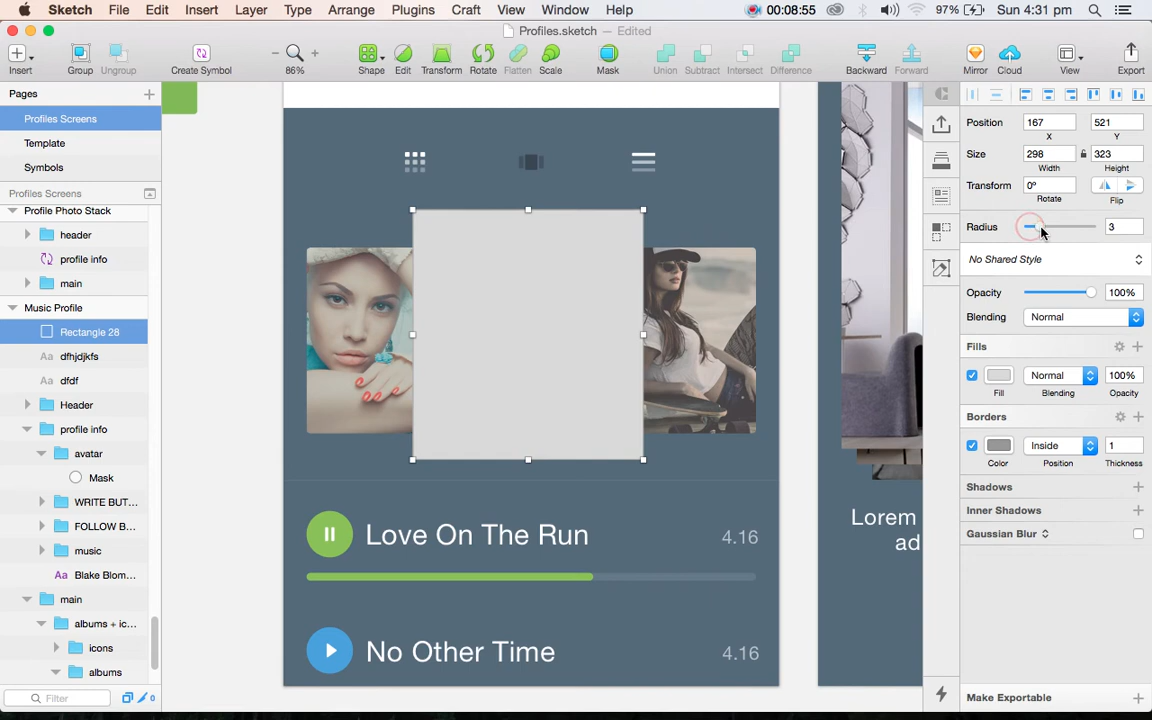 Sketch File Edit Insert Layer Type Arrange Plugins Craft View Window Help 00:08:55 97% Sun 4:31 pm
Profiles.sketch — Edited
Insert Group Ungroup Create Symbol 86% Shape Edit Transform Rotate Flatten Scale Mask Union Subtract Intersect Difference Backward Forward Mirror Cloud View Export
Pages
Profiles Screens
Template
Symbols
Profiles Screens
Profile Photo Stack
header
profile info
main
Music Profile
Rectangle 28
Aa dfhjdjkfs
Aa dfdf
Header
profile info
avatar
Mask
WRITE BUT...
FOLLOW B...
music
Aa Blake Blom...
main
albums + ic...
icons
albums
Filter 0
Love On The Run 4.16
No Other Time 4.16
Lorem
ad
Position 167 521
X Y
Size 298 323
Width Height
Transform 0º
Rotate Flip
Radius 3
No Shared Style
Opacity 100%
Blending Normal
Fills
Normal 100%
Fill Blending Opacity
Borders
Inside 1
Color Position Thickness
Shadows
Inner Shadows
Gaussian Blur
Make Exportable